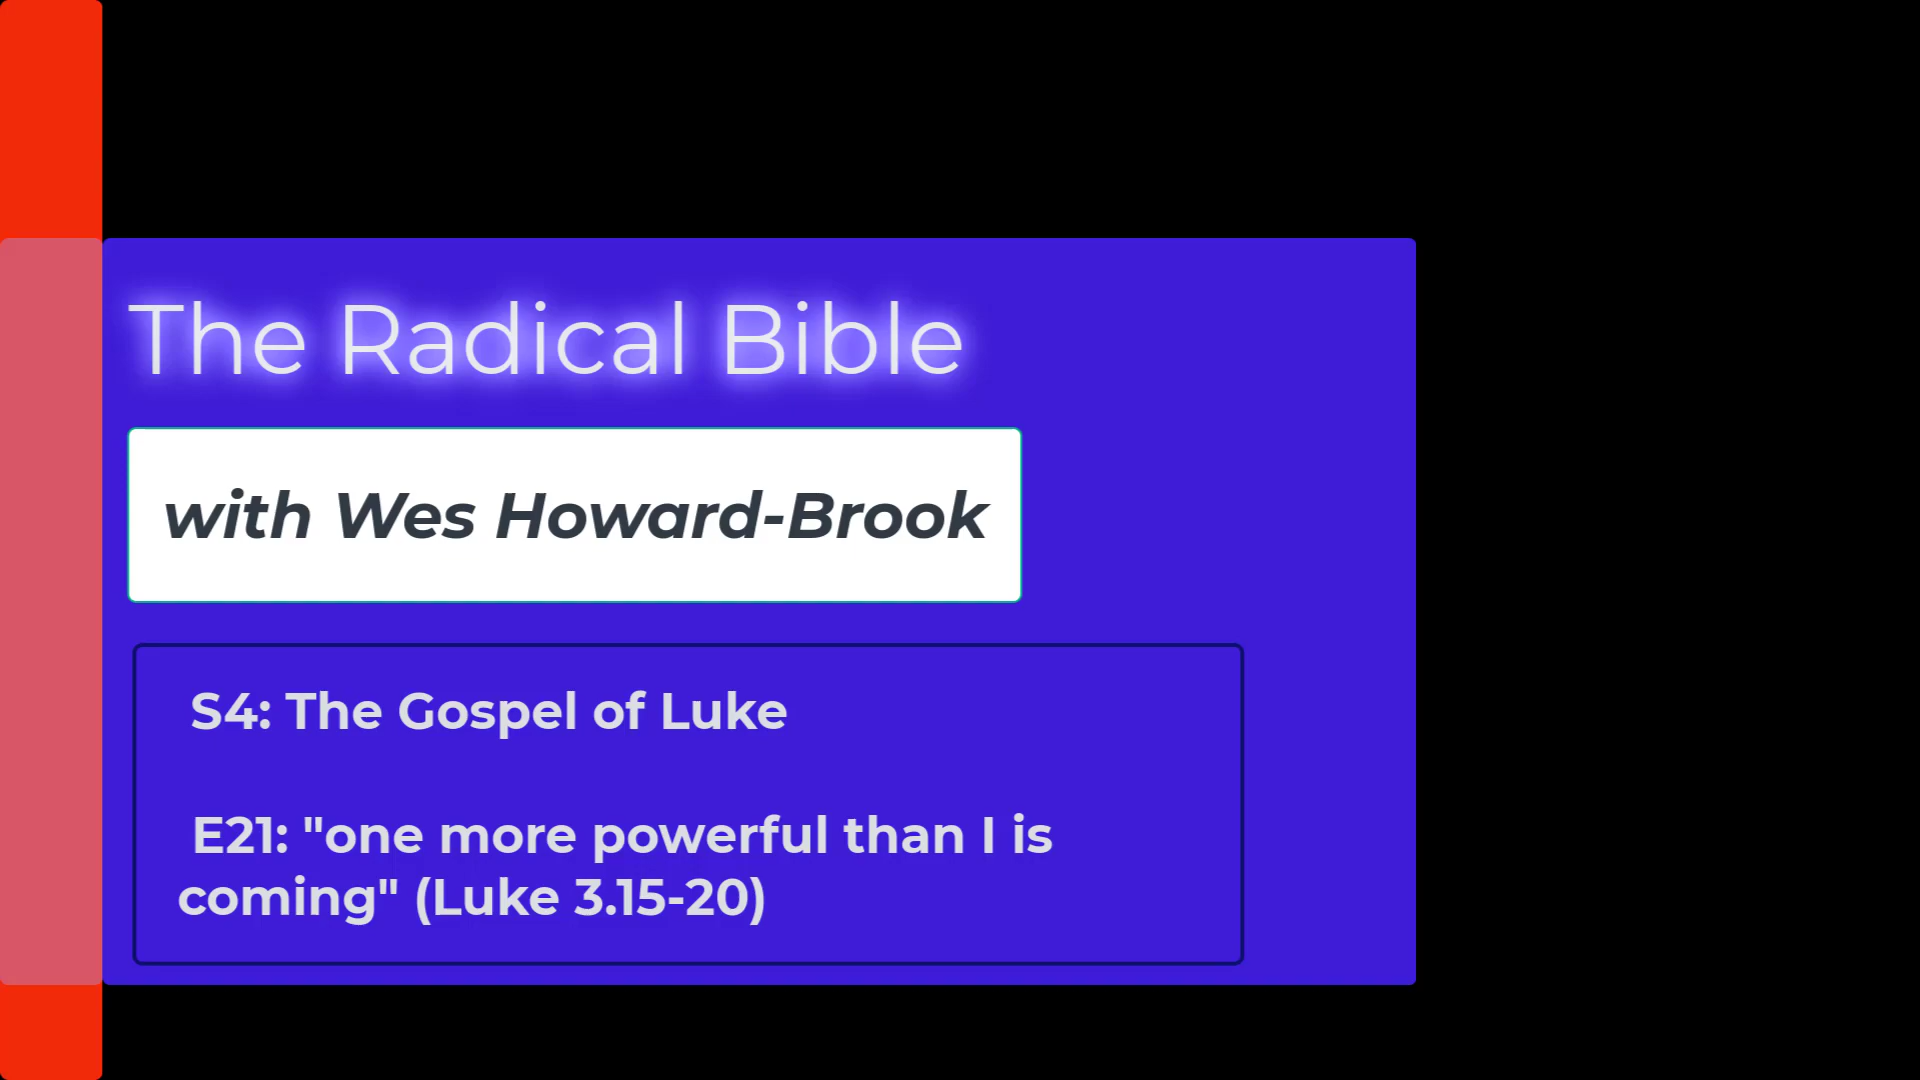 The Radical Bible
with Wes Howard-Brook
S4: The Gospel of Luke
E21: "one more powerful than I is
coming" (Luke 3.15-20)